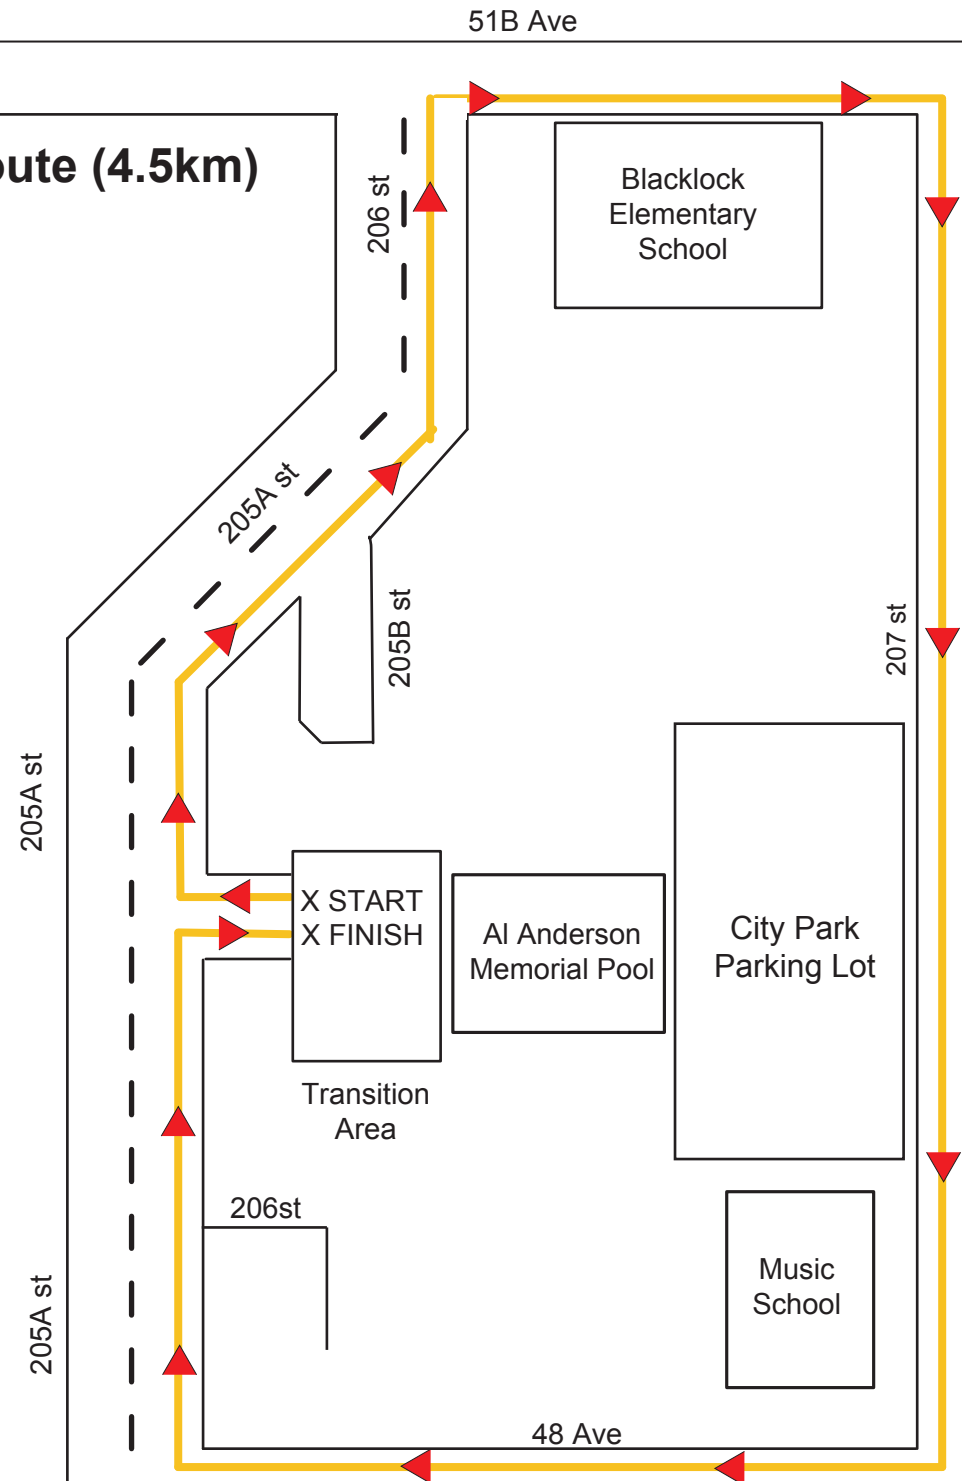 51B Ave
oute (4.5km)
206 st
Blacklock
Elementary
School
205A st
205B st
207 st
205A st
X START
X FINISH
Al Anderson
Memorial Pool
City Park
Parking Lot
Transition
Area
206st
Music
School
205A st
48 Ave